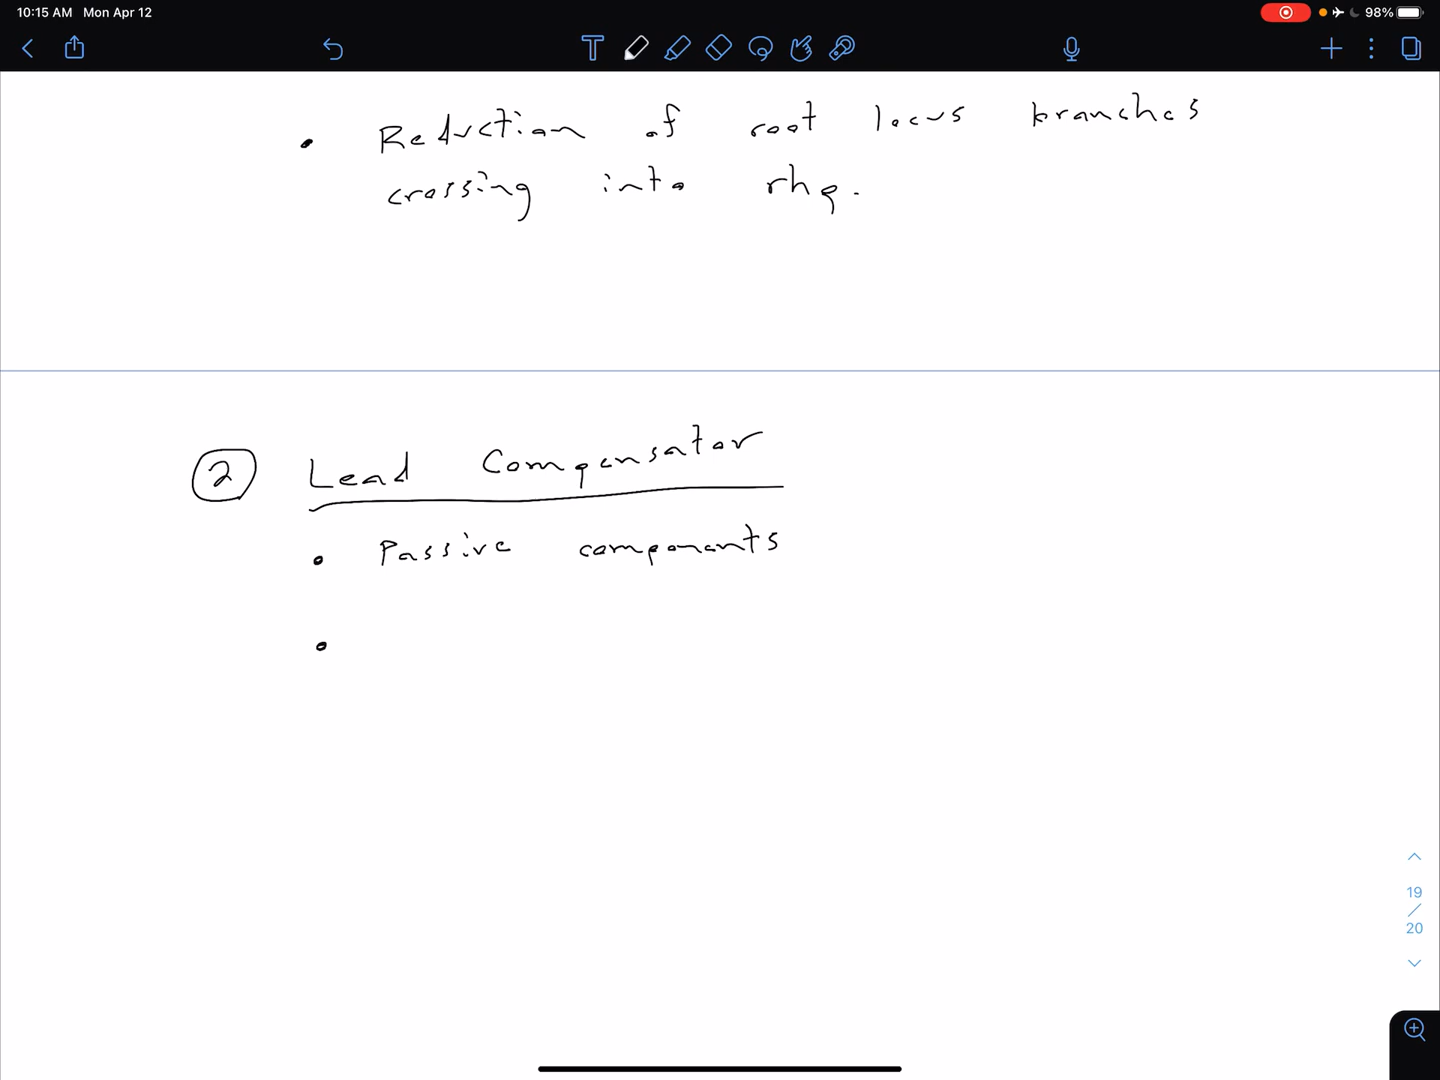 10:15 AM Mon Apr 12
98%
• Reduction of root locus branches
crossing into rhp.
② Lead Compensator
• Passive components
•
19
/
20